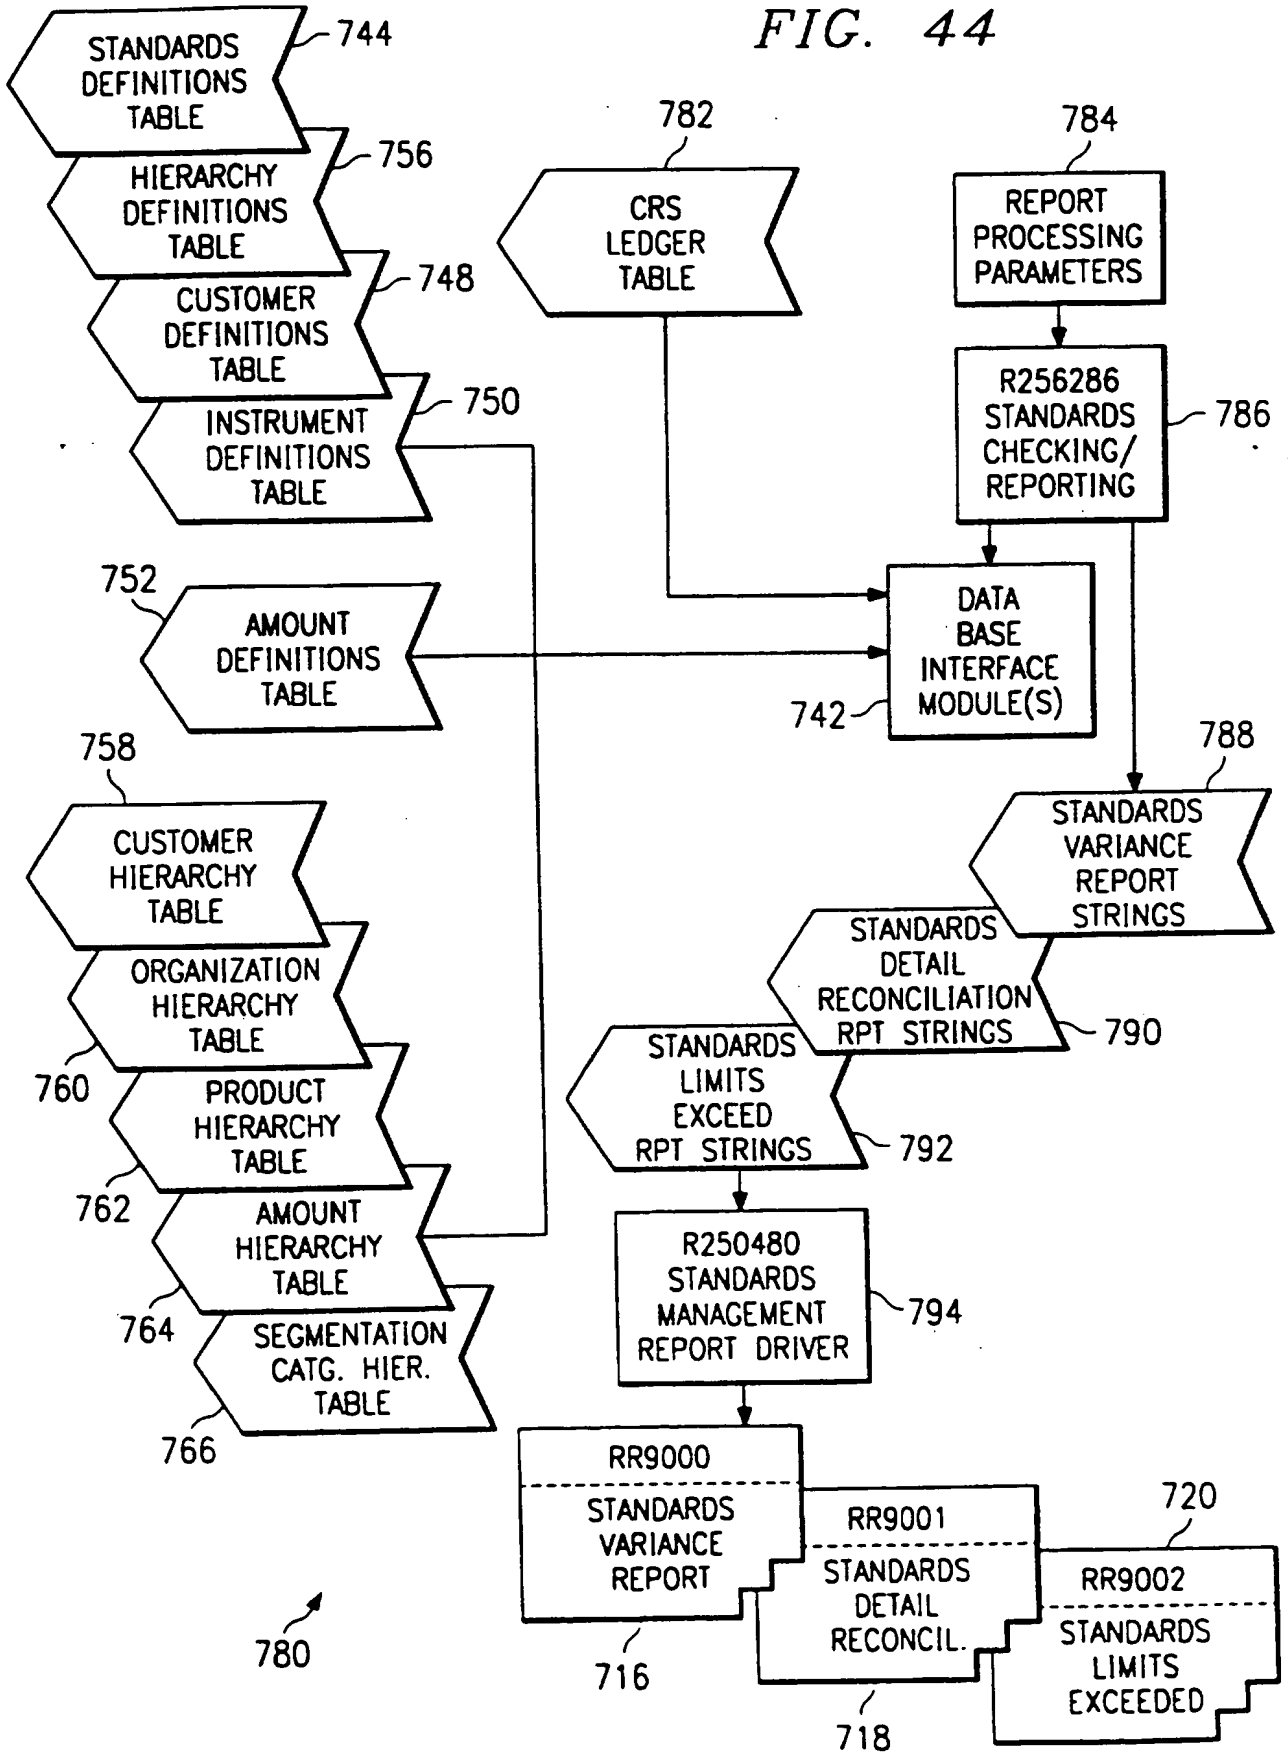 FIG. 44
744
STANDARDS
DEFINITIONS
TABLE
756
HIERARCHY
DEFINITIONS
TABLE
748
CUSTOMER
DEFINITIONS
TABLE
750
INSTRUMENT
DEFINITIONS
TABLE
782
CRS
LEDGER
TABLE
784
REPORT
PROCESSING
PARAMETERS
R256286
STANDARDS
CHECKING/
REPORTING
786
752
AMOUNT
DEFINITIONS
TABLE
DATA
BASE
INTERFACE
MODULE(S)
742
788
STANDARDS
VARIANCE
REPORT
STRINGS
STANDARDS
DETAIL
RECONCILIATION
RPT STRINGS
790
STANDARDS
LIMITS
EXCEED
RPT STRINGS
792
758
CUSTOMER
HIERARCHY
TABLE
ORGANIZATION
HIERARCHY
TABLE
760
PRODUCT
HIERARCHY
TABLE
762
AMOUNT
HIERARCHY
TABLE
764
SEGMENTATION
CATG. HIER.
TABLE
766
R250480
STANDARDS
MANAGEMENT
REPORT DRIVER
794
RR9000
STANDARDS
VARIANCE
REPORT
716
RR9001
STANDARDS
DETAIL
RECONCIL.
718
720
RR9002
STANDARDS
LIMITS
EXCEEDED
780